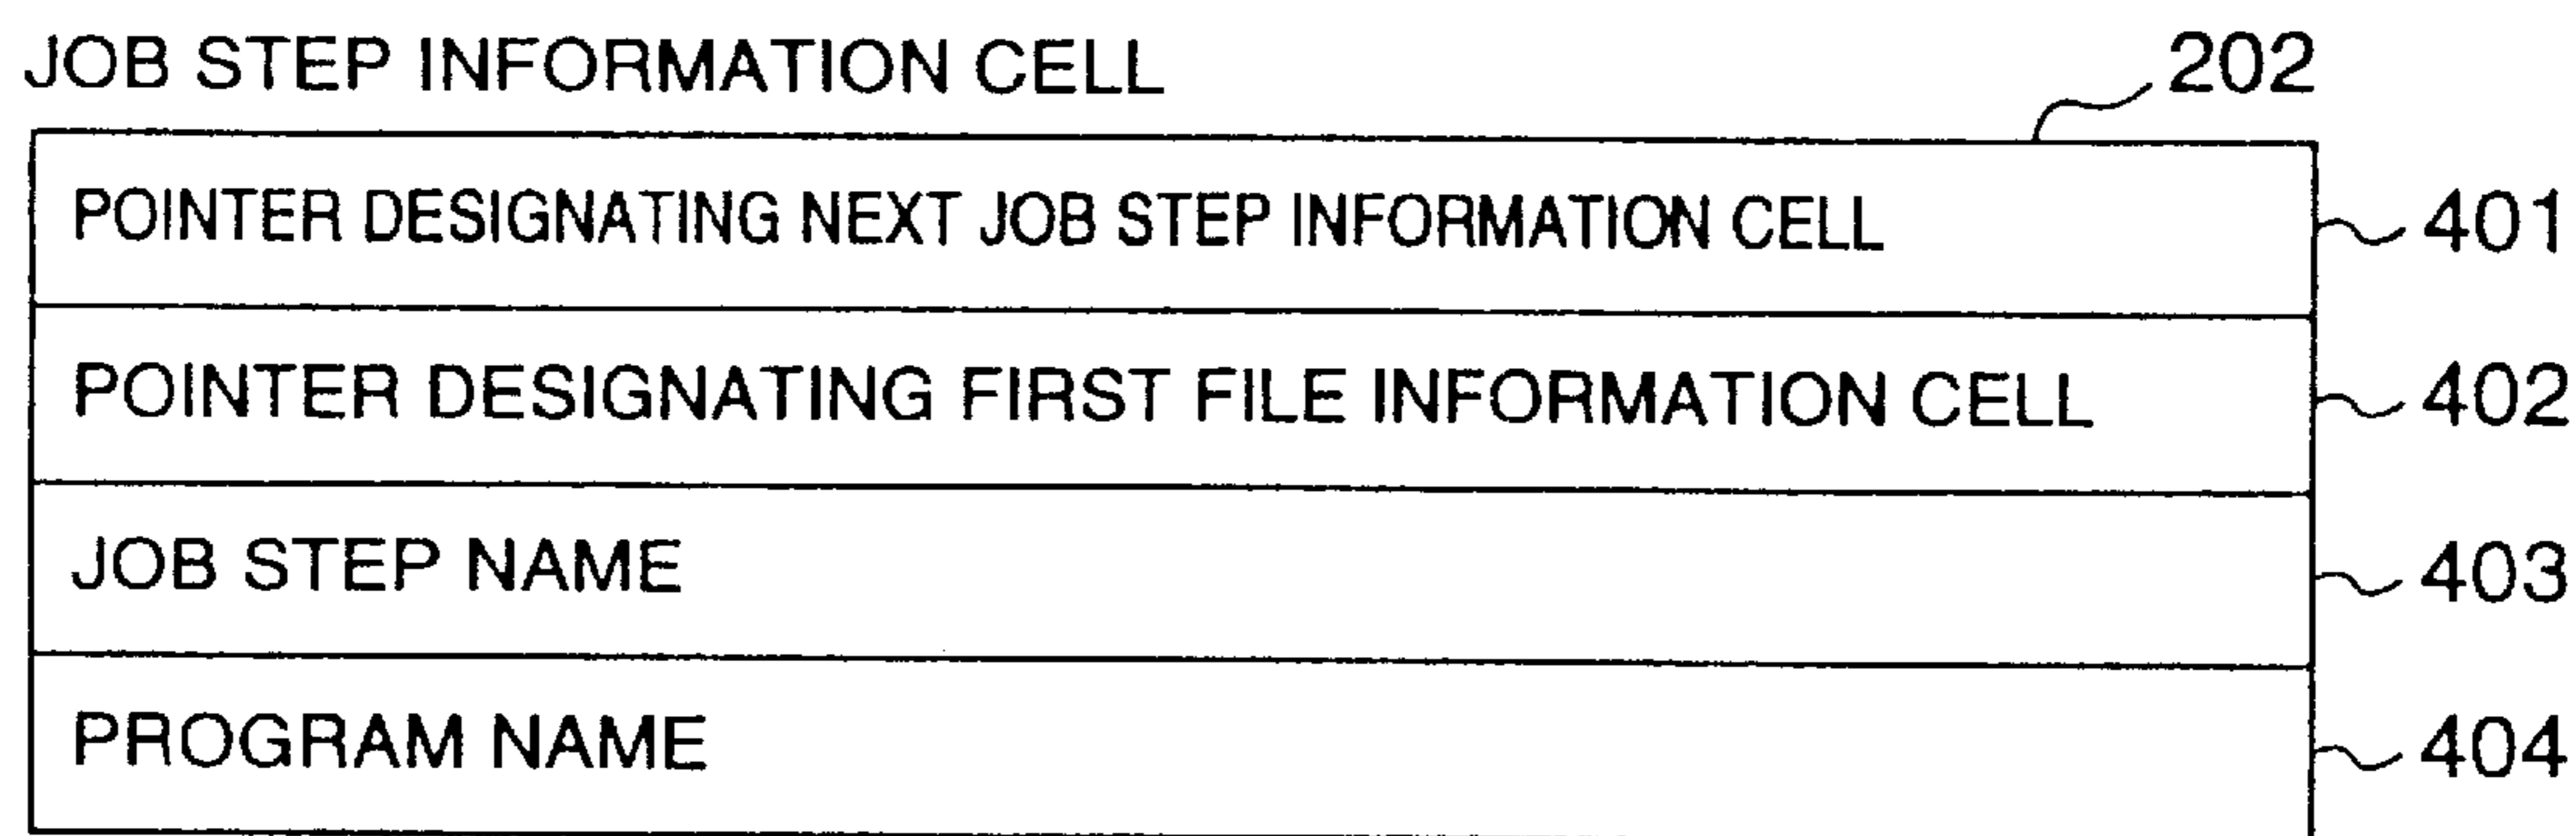 JOB STEP INFORMATION CELL 202
POINTER DESIGNATING NEXT JOB STEP INFORMATION CELL 401
POINTER DESIGNATING FIRST FILE INFORMATION CELL 402
JOB STEP NAME 403
PROGRAM NAME 404